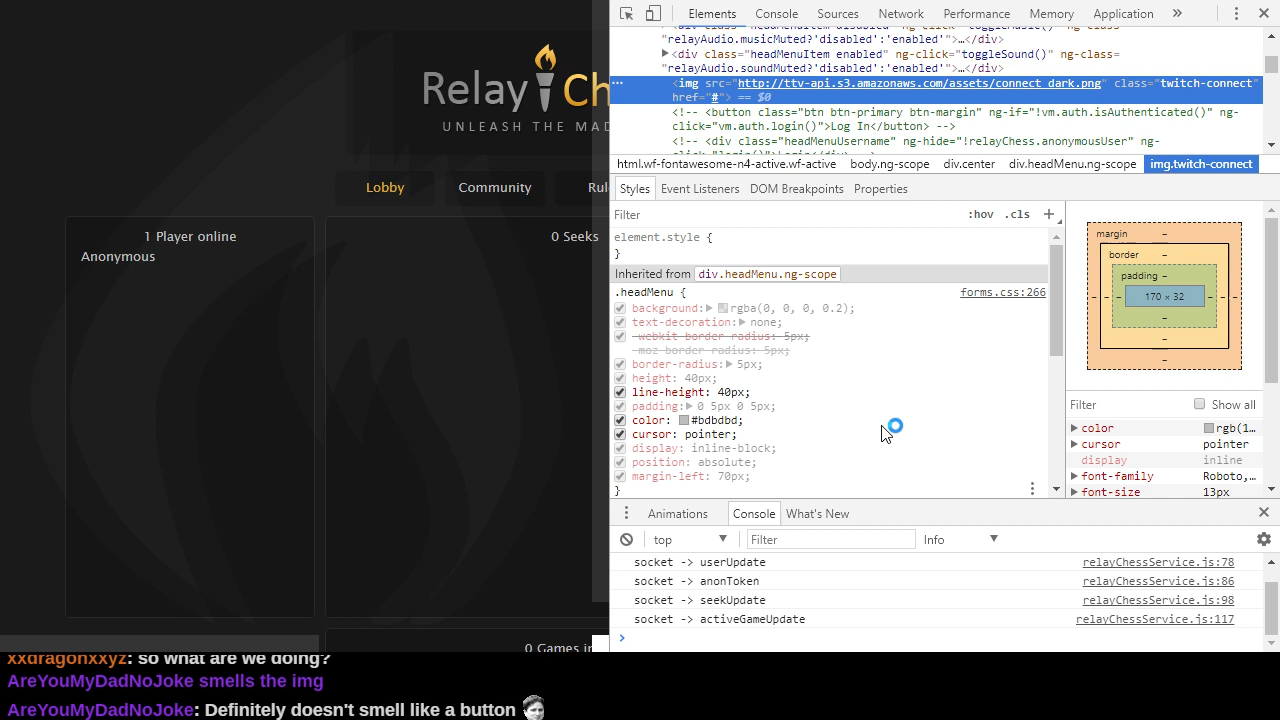 Relay Ch
UNLEASH THE MAD
Lobby
Community
Rul
1 Player online
Anonymous
0 Seeks
0 Games in
Elements
Console
Sources
Network
Performance
Memory
Application
»
"relayAudio.musicMuted?'disabled':'enabled'">…</div>
<div class="headMenuItem enabled" ng-click="toggleSound()" ng-class=
"relayAudio.soundMuted?'disabled':'enabled'">…</div>
<img src="http://ttv-api.s3.amazonaws.com/assets/connect_dark.png" class="twitch-connect"
href="#"> == $0
<!-- <button class="btn btn-primary btn-margin" ng-if="!vm.auth.isAuthenticated()" ng-
click="vm.auth.login()">Log In</button> -->
<!-- <div class="headMenuUsername" ng-hide="!relayChess.anonymousUser" ng-
html.wf-fontawesome-n4-active.wf-active
body.ng-scope
div.center
div.headMenu.ng-scope
img.twitch-connect
Styles
Event Listeners
DOM Breakpoints
Properties
Filter
:hov
.cls
+
element.style {
}
Inherited from div.headMenu.ng-scope
.headMenu {
forms.css:266
background: rgba(0, 0, 0, 0.2);
text-decoration: none;
-webkit-border-radius: 5px;
-moz-border-radius: 5px;
border-radius: 5px;
height: 40px;
line-height: 40px;
padding: 0 5px 0 5px;
color: #bdbdbd;
cursor: pointer;
display: inline-block;
position: absolute;
margin-left: 70px;
}
margin
border
padding
170 × 32
Filter
Show all
color
rgb(1…
cursor
pointer
display
inline
font-family
Roboto,…
font-size
13px
Animations
Console
What's New
top
Filter
Info
socket -> userUpdate
relayChessService.js:78
socket -> anonToken
relayChessService.js:86
socket -> seekUpdate
relayChessService.js:98
socket -> activeGameUpdate
relayChessService.js:117
xxdragonxxyz: so what are we doing?
AreYouMyDadNoJoke smells the img
AreYouMyDadNoJoke: Definitely doesn't smell like a button